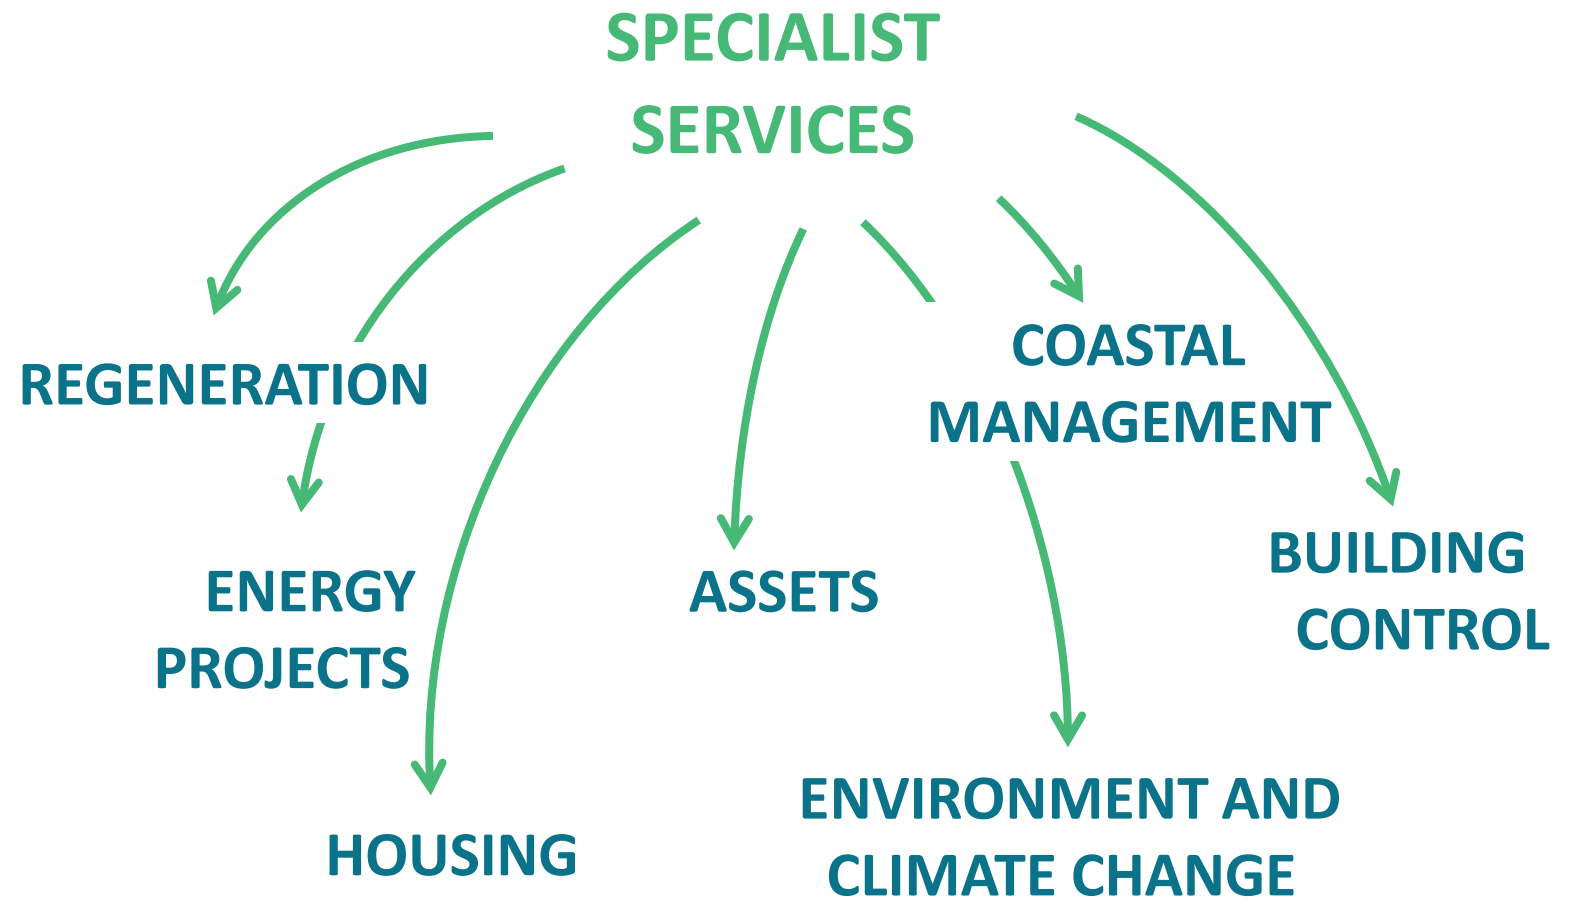 SPECIALIST
SERVICES
REGENERATION
COASTAL
MANAGEMENT
ENERGY
PROJECTS
ASSETS
BUILDING
CONTROL
HOUSING
ENVIRONMENT AND
CLIMATE CHANGE